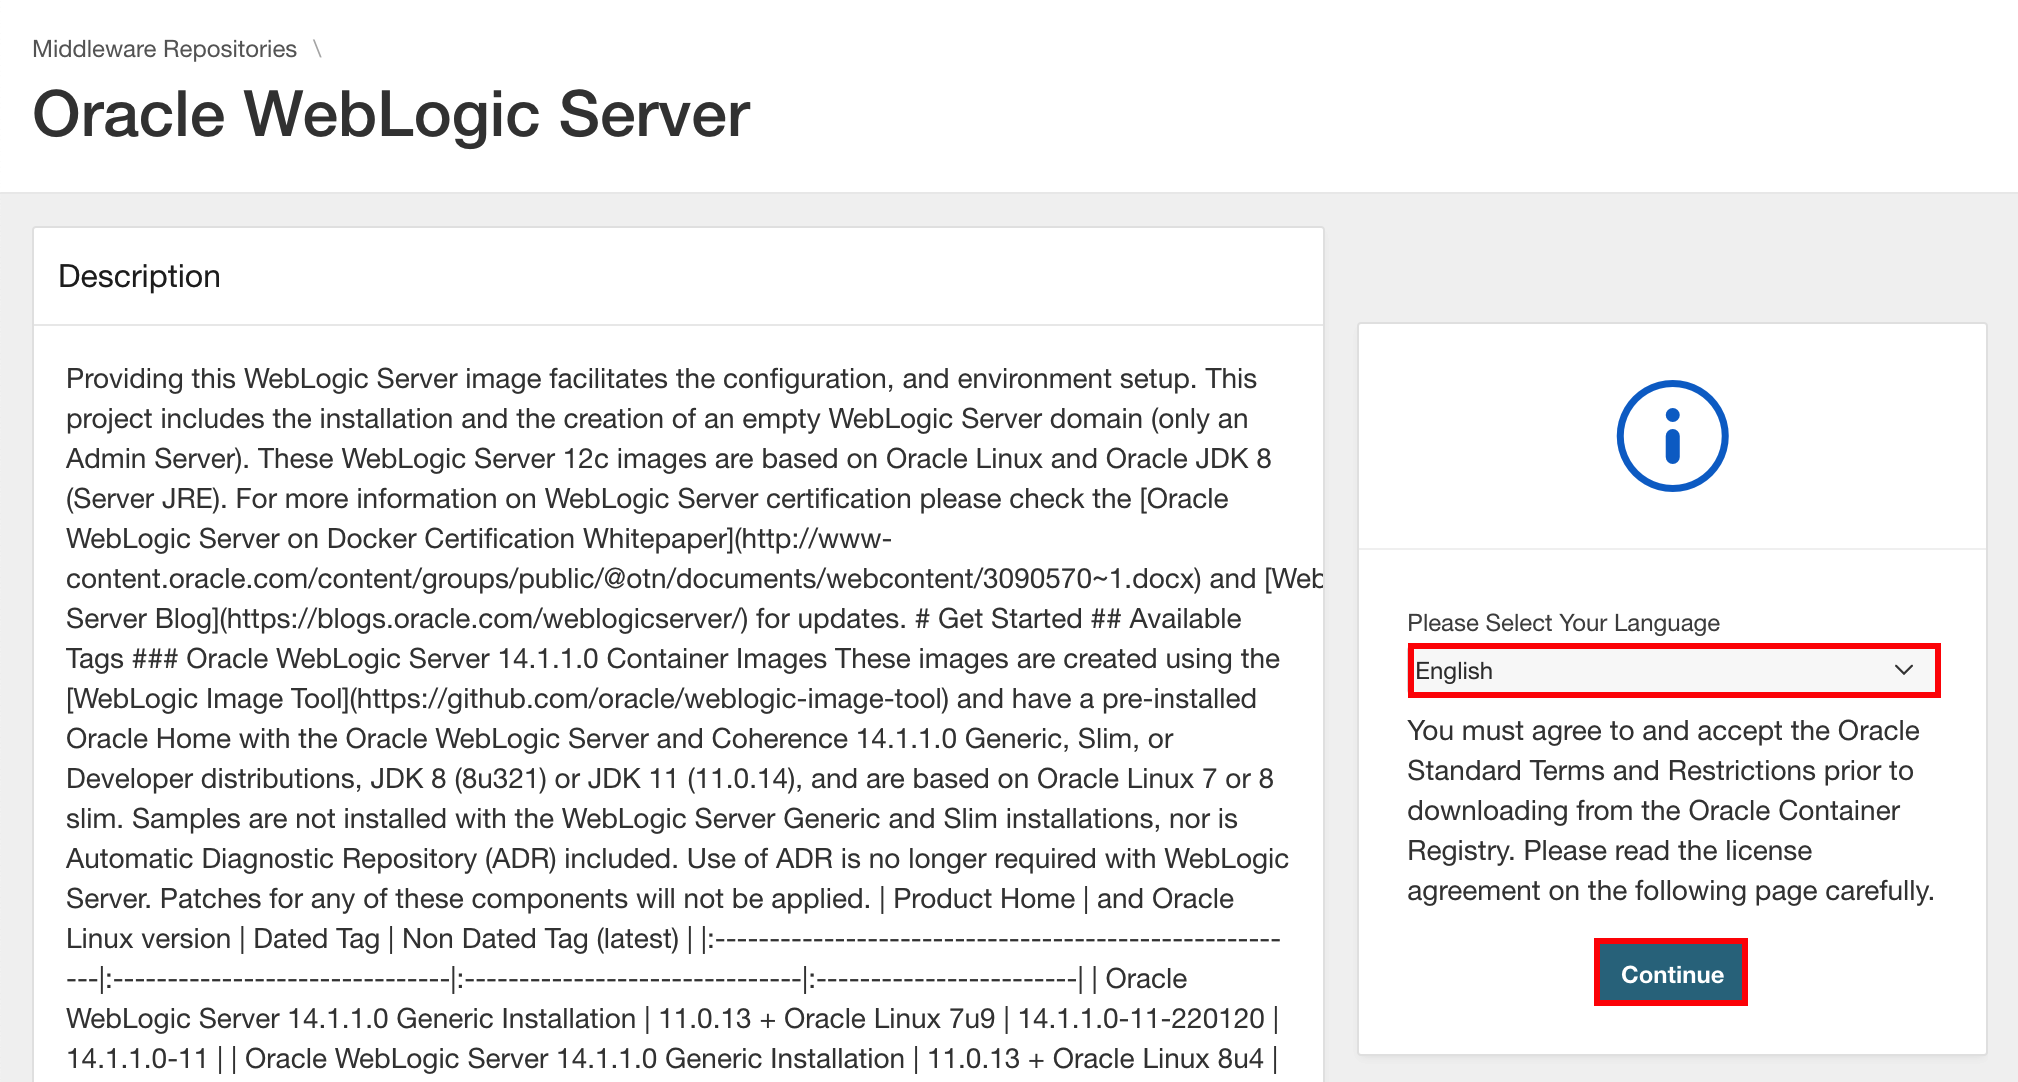 Middleware Repositories \
Oracle WebLogic Server
Description
Providing this WebLogic Server image facilitates the configuration, and environment setup. This
project includes the installation and the creation of an empty WebLogic Server domain (only an
Admin Server). These WebLogic Server 12c images are based on Oracle Linux and Oracle JDK 8
(Server JRE). For more information on WebLogic Server certification please check the [Oracle
WebLogic Server on Docker Certification Whitepaper](http://www-
content.oracle.com/content/groups/public/@otn/documents/webcontent/3090570~1.docx) and [Web
Server Blog](https://blogs.oracle.com/weblogicserver/) for updates. # Get Started ## Available
Tags ### Oracle WebLogic Server 14.1.1.0 Container Images These images are created using the
[WebLogic Image Tool](https://github.com/oracle/weblogic-image-tool) and have a pre-installed
Oracle Home with the Oracle WebLogic Server and Coherence 14.1.1.0 Generic, Slim, or
Developer distributions, JDK 8 (8u321) or JDK 11 (11.0.14), and are based on Oracle Linux 7 or 8
slim. Samples are not installed with the WebLogic Server Generic and Slim installations, nor is
Automatic Diagnostic Repository (ADR) included. Use of ADR is no longer required with WebLogic
Server. Patches for any of these components will not be applied. | Product Home | and Oracle
Linux version | Dated Tag | Non Dated Tag (latest) | |:----------------------------------------------------
---|:-------------------------------|:-------------------------------|:------------------------| | Oracle
WebLogic Server 14.1.1.0 Generic Installation | 11.0.13 + Oracle Linux 7u9 | 14.1.1.0-11-220120 |
14.1.1.0-11 | | Oracle WebLogic Server 14.1.1.0 Generic Installation | 11.0.13 + Oracle Linux 8u4 |
Please Select Your Language
English
You must agree to and accept the Oracle
Standard Terms and Restrictions prior to
downloading from the Oracle Container
Registry. Please read the license
agreement on the following page carefully.
Continue